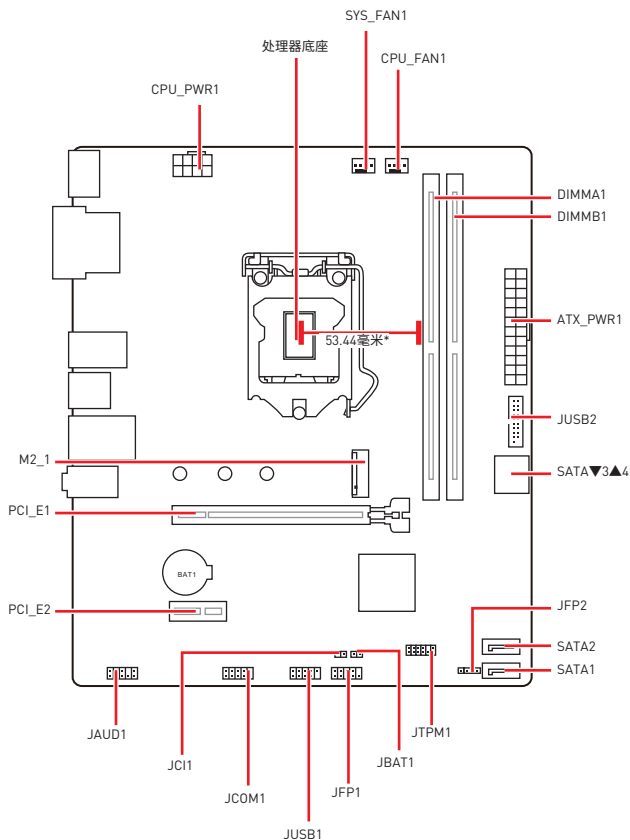 SYS_FAN1
处理器底座
CPU_FAN1
CPU_PWR1
DIMMA1
DIMMB1
ATX_PWR1
53.44毫米*
JUSB2
M2_1
SATA▼3▲4
PCI_E1
BAT1
PCI_E2
JFP2
SATA2
SATA1
JAUD1
JTPM1
JCI1
JBAT1
JCOM1
JFP1
JUSB1